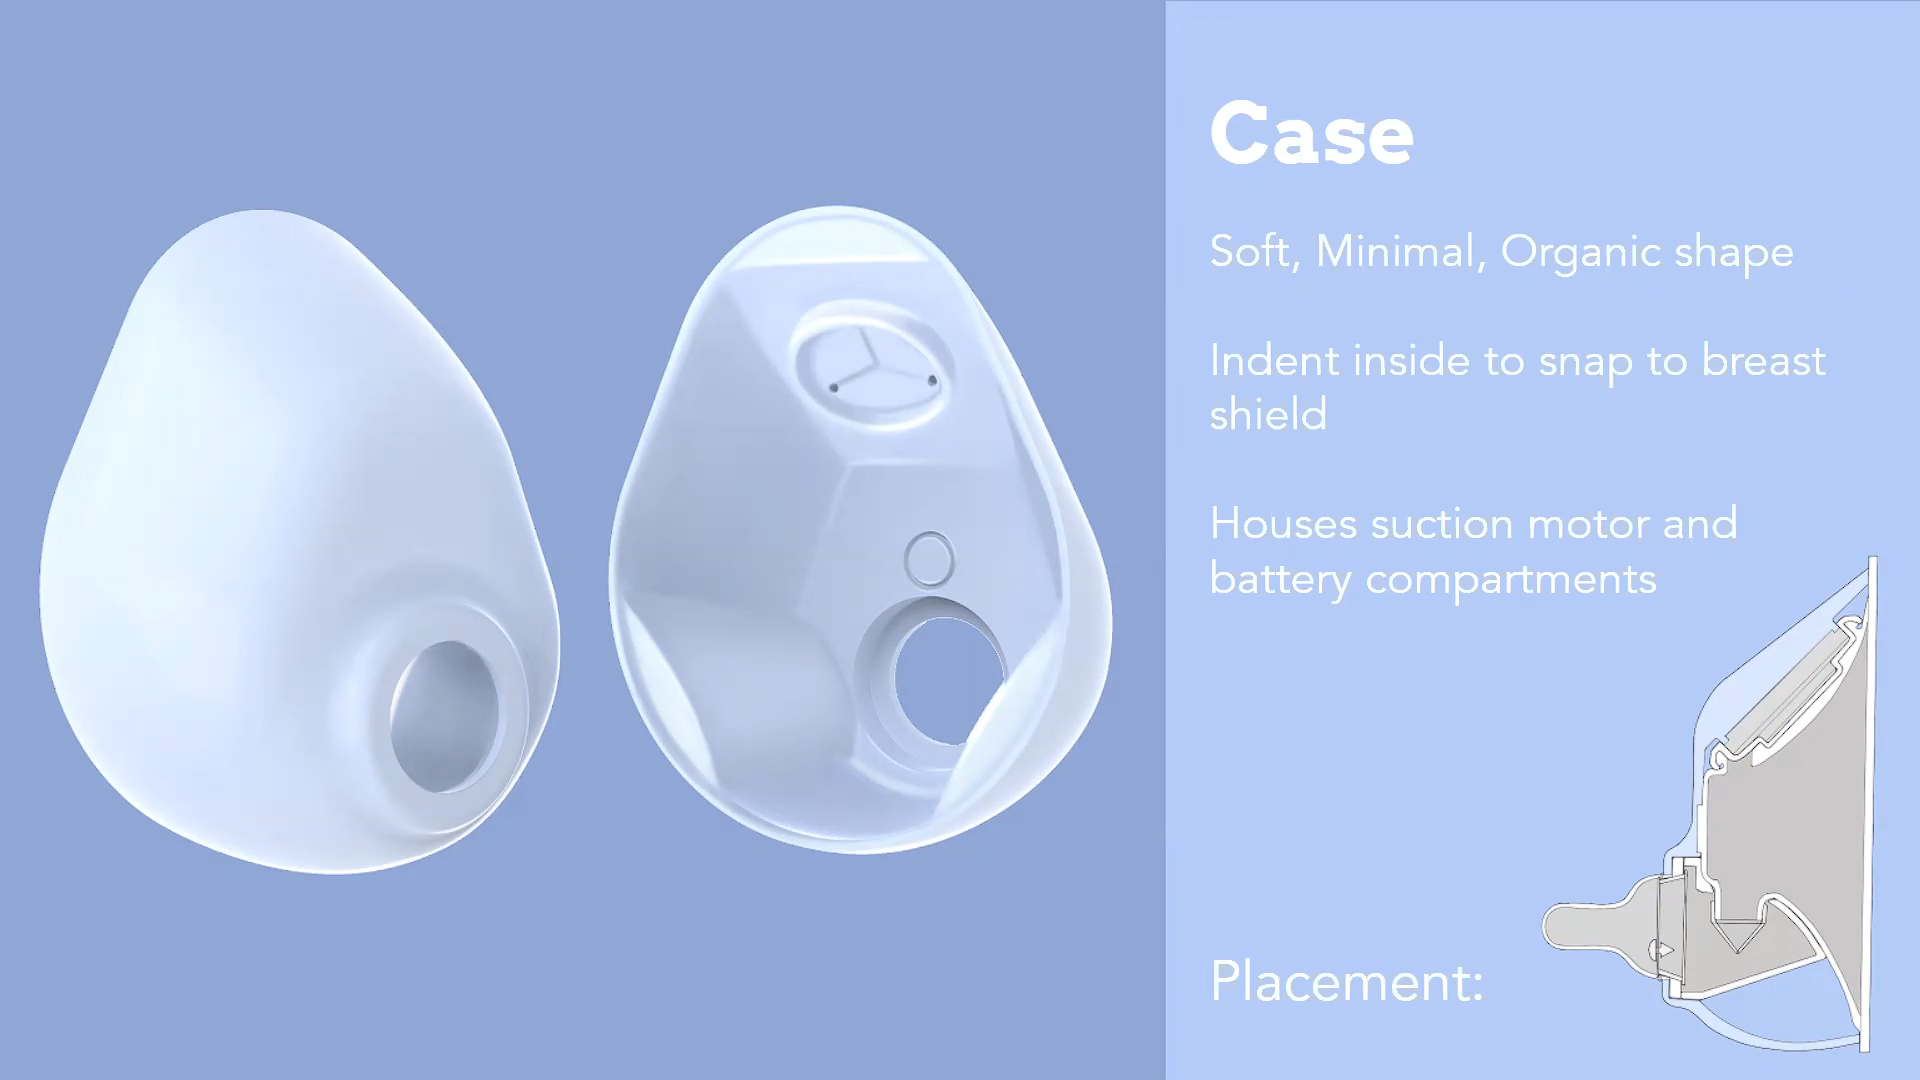 Case
Soft, Minimal, Organic shape
Indent inside to snap to breast
shield
Houses suction motor and
battery compartments
Placement: